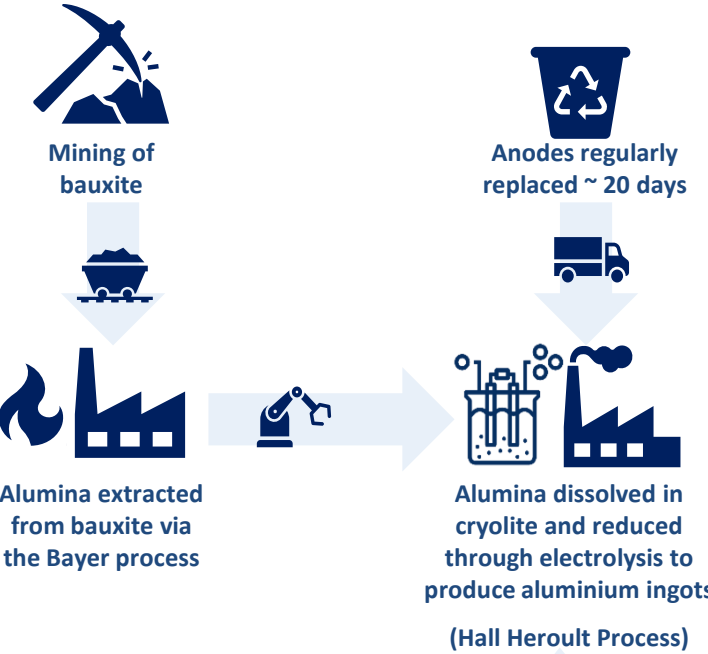 Mining of
bauxite
Anodes regularly
replaced ~ 20 days
Alumina extracted
from bauxite via
the Bayer process
Alumina dissolved in
cryolite and reduced
through electrolysis to
produce aluminium ingots
(Hall Heroult Process)